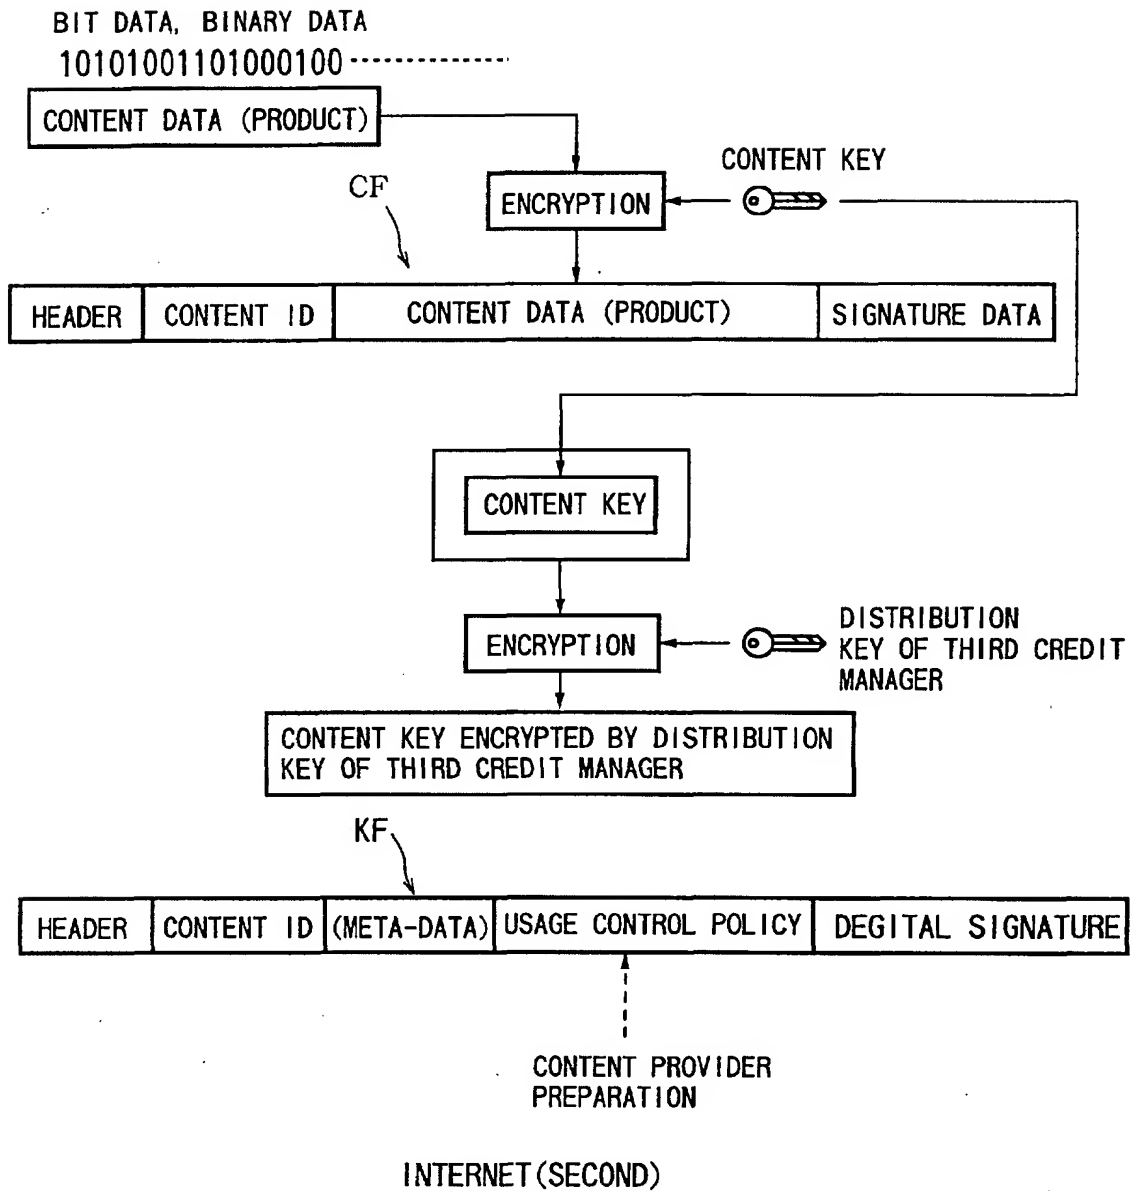 BIT DATA, BINARY DATA
10101001101000100
CONTENT DATA (PRODUCT)
CONTENT KEY
CF
ENCRYPTION
HEADER CONTENT ID CONTENT DATA (PRODUCT) SIGNATURE DATA
CONTENT KEY
ENCRYPTION
DISTRIBUTION
KEY OF THIRD CREDIT
MANAGER
CONTENT KEY ENCRYPTED BY DISTRIBUTION
KEY OF THIRD CREDIT MANAGER
KF
HEADER CONTENT ID (META-DATA) USAGE CONTROL POLICY DEGITAL SIGNATURE
CONTENT PROVIDER
PREPARATION
INTERNET(SECOND)